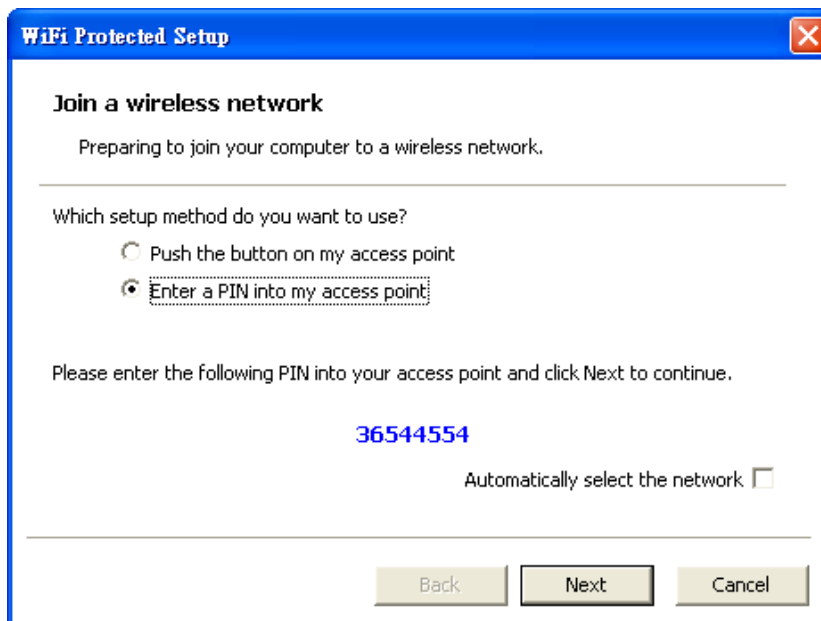 WiFi Protected Setup
Join a wireless network
Preparing to join your computer to a wireless network.
Which setup method do you want to use?
Push the button on my access point
Enter a PIN into my access point
Please enter the following PIN into your access point and click Next to continue.
36544554
Automatically select the network
Back Next Cancel